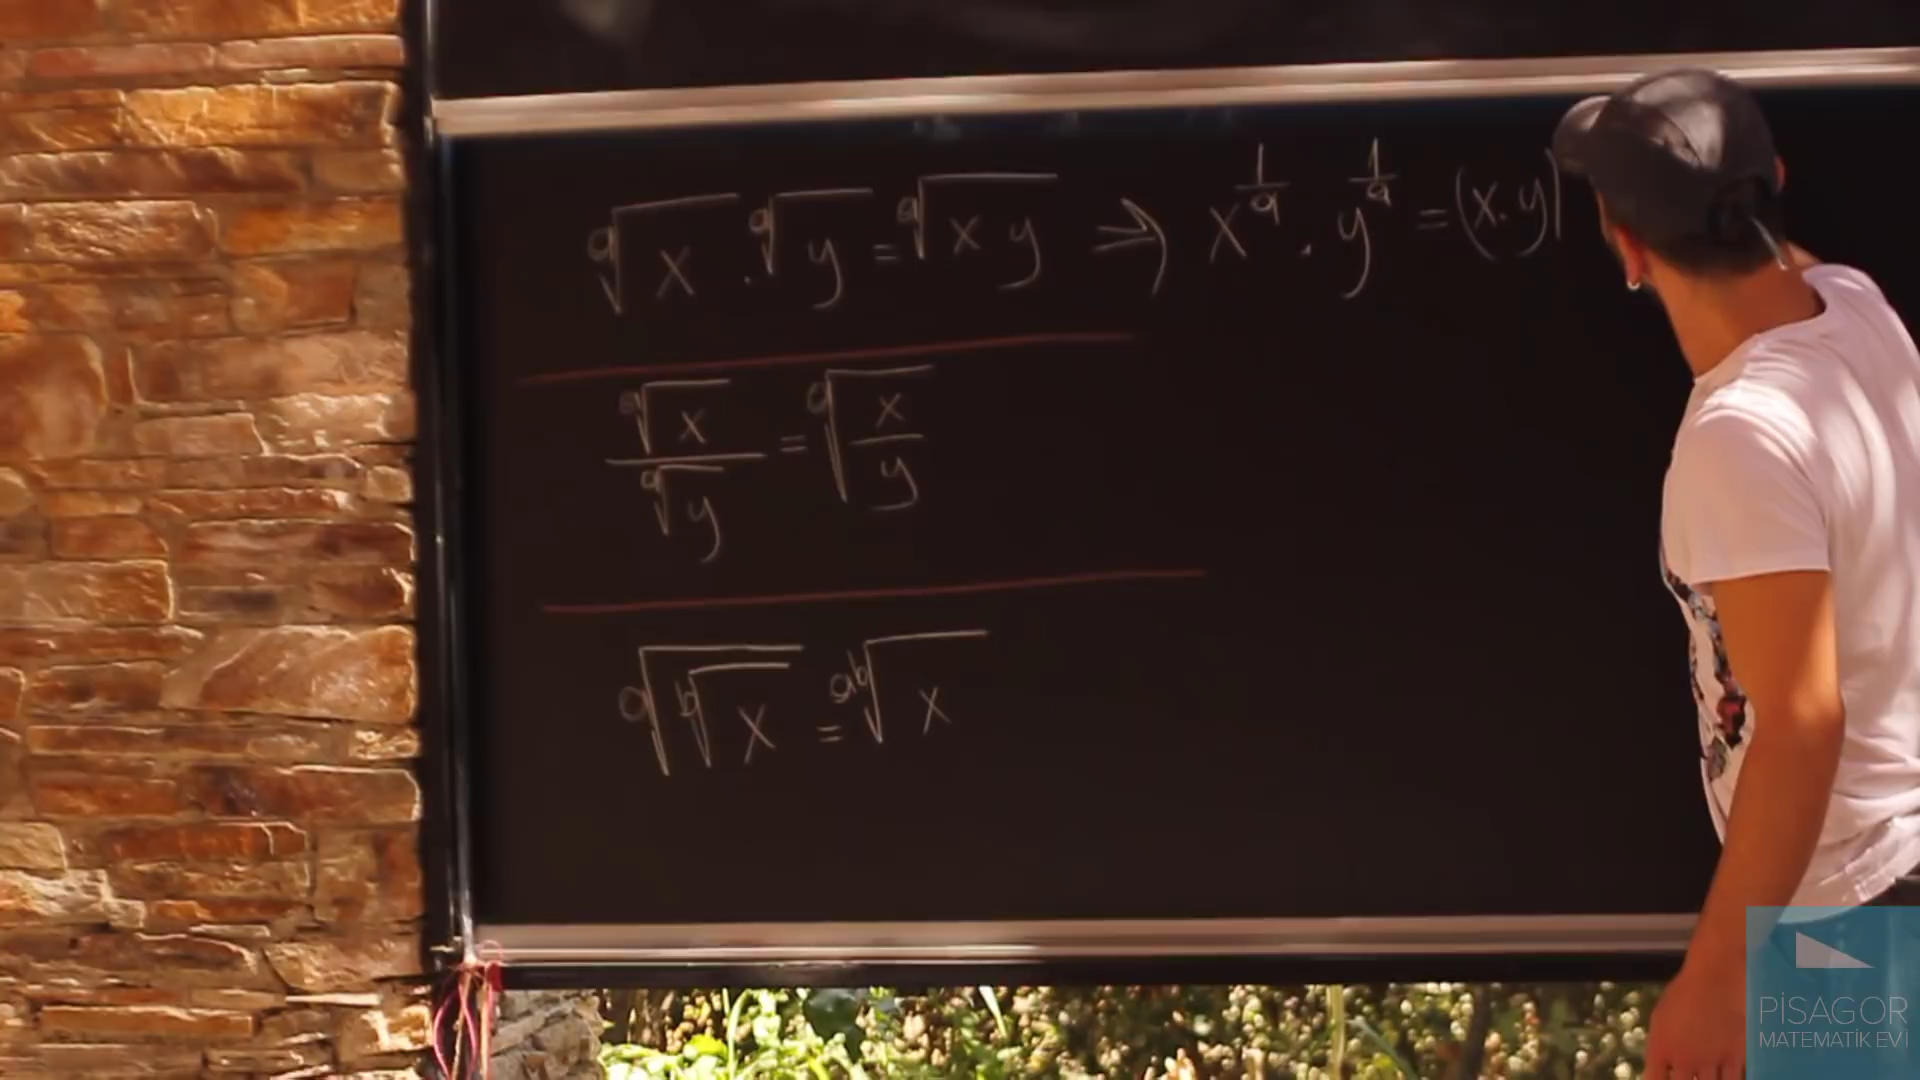 ᵃ√x . ᵃ√y = ᵃ√xy ⇒ x^(1/a) . y^(1/a) = (x.y)
ᵃ√x / ᵃ√y = ᵃ√(x/y)
ᵃ√ᵇ√x = ᵃᵇ√x
PİSAGOR
MATEMATİK EVİ